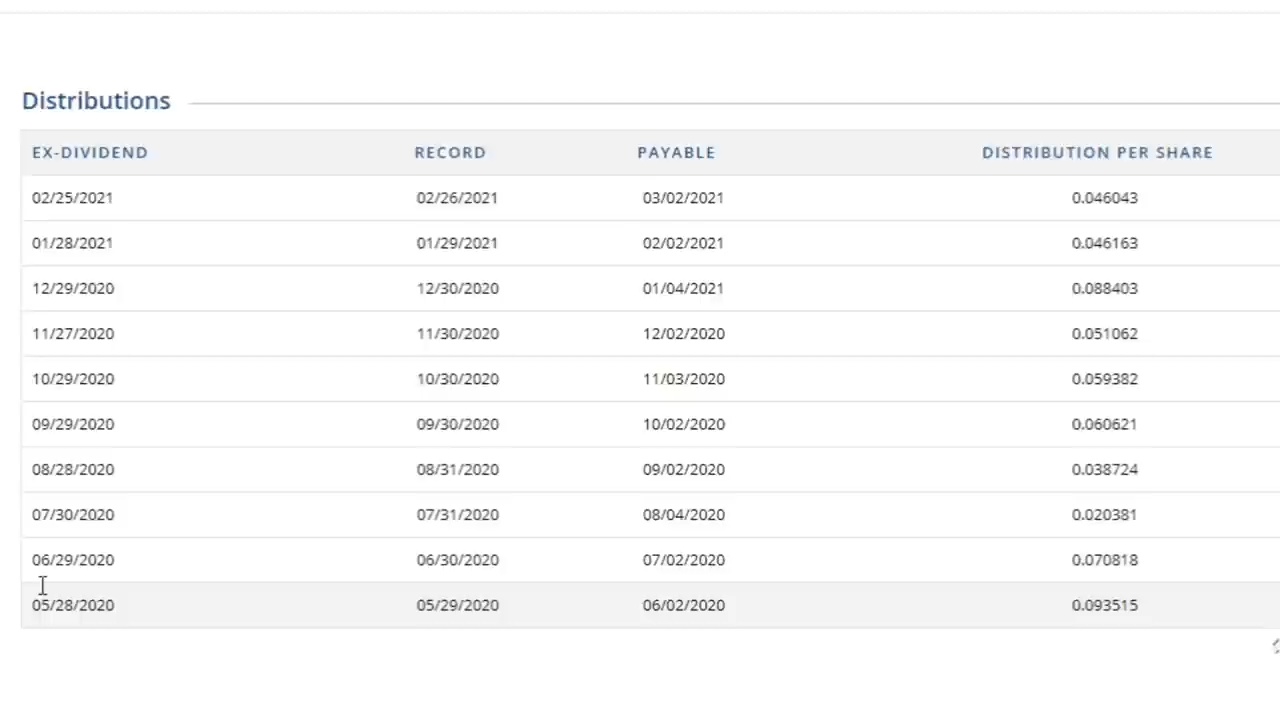 Distributions
EX-DIVIDEND RECORD PAYABLE DISTRIBUTION PER SHARE
02/25/2021 02/26/2021 03/02/2021 0.046043
01/28/2021 01/29/2021 02/02/2021 0.046163
12/29/2020 12/30/2020 01/04/2021 0.088403
11/27/2020 11/30/2020 12/02/2020 0.051062
10/29/2020 10/30/2020 11/03/2020 0.059382
09/29/2020 09/30/2020 10/02/2020 0.060621
08/28/2020 08/31/2020 09/02/2020 0.038724
07/30/2020 07/31/2020 08/04/2020 0.020381
06/29/2020 06/30/2020 07/02/2020 0.070818
05/28/2020 05/29/2020 06/02/2020 0.093515